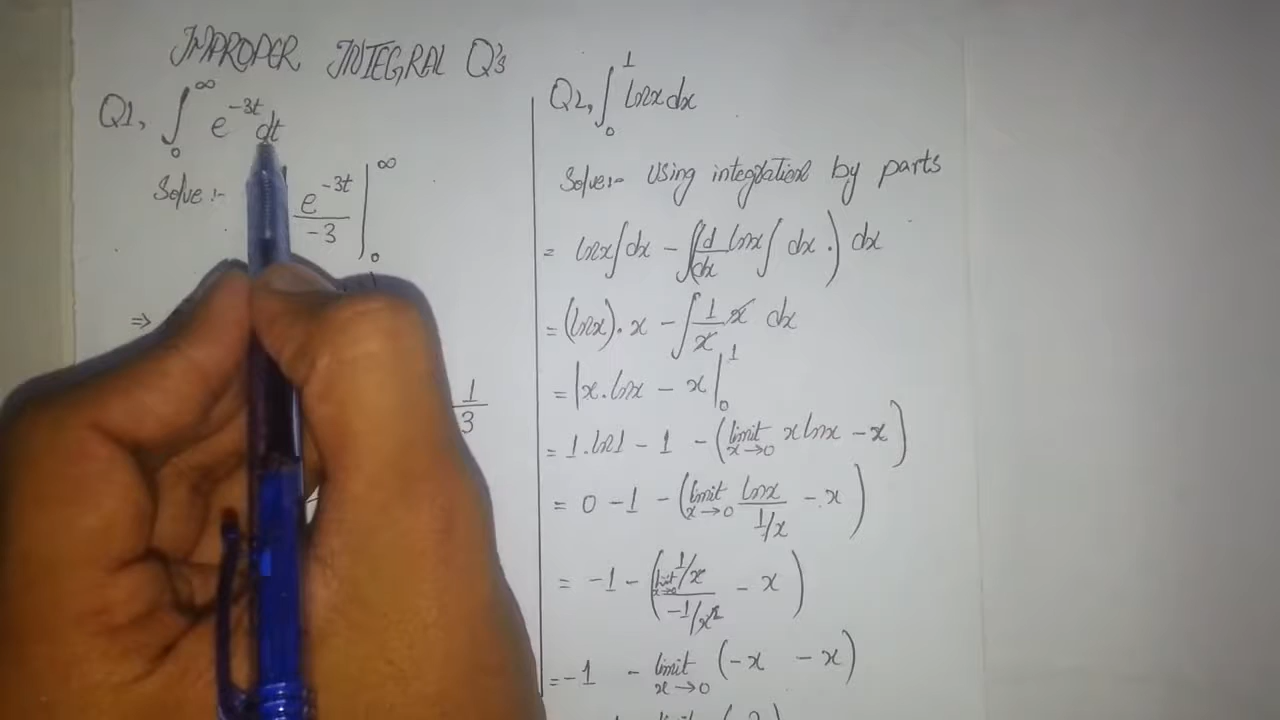 IMPROPER INTEGRAL Q's
Q1, ∫₀^∞ e^{-3t} dt
Solve:- e^{-3t}/-3 |₀^∞
⇒
1/3
Q2, ∫₀¹ lnx dx
Solve:- Using integration by parts
= lnx∫dx - ∫(d/dx lnx∫dx.) dx
= (lnx).x - ∫ 1/x x dx
= |x.lnx - x|₀¹
= 1.ln1 - 1 - (limit x→0 xlnx - x)
= 0 - 1 - (limit x→0 lnx/1/x - x)
= -1 - (limit x→0 1/x/-1/x² - x)
= -1 - limit x→0 (-x - x)